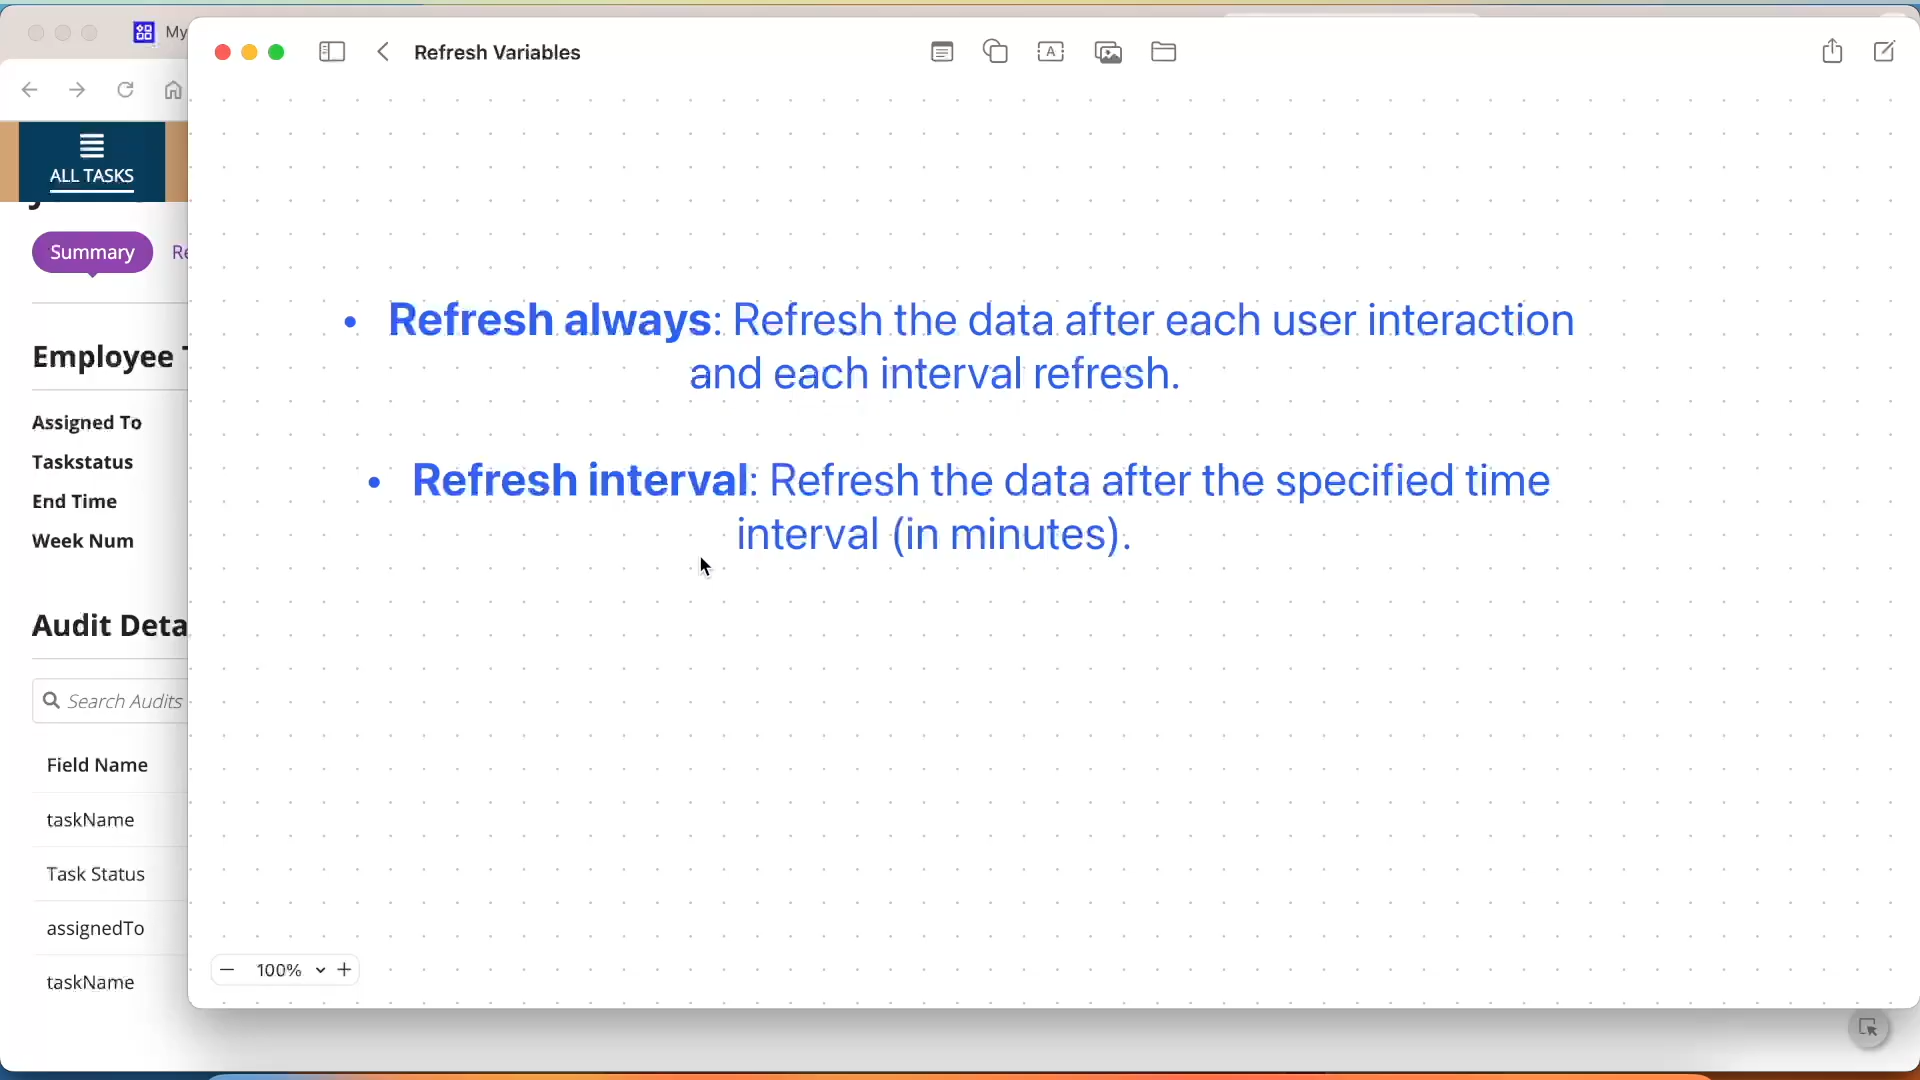 My
Refresh Variables
ALL TASKS
Summary
Re
• Refresh always: Refresh the data after each user interaction
and each interval refresh.
Employee T
Assigned To
Taskstatus
• Refresh interval: Refresh the data after the specified time
interval (in minutes).
End Time
Week Num
Audit Deta
Search Audits
Field Name
taskName
Task Status
assignedTo
taskName
− 100% +